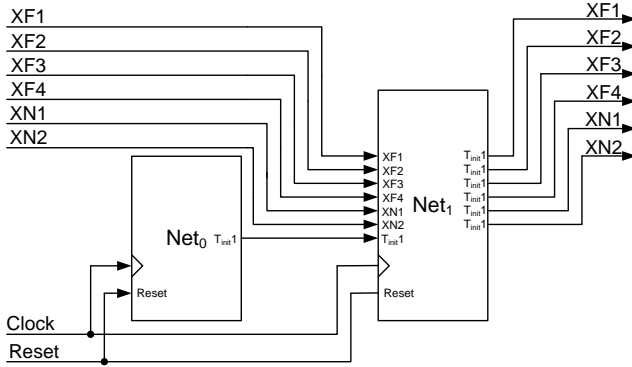 XF1
XF2
XF3
XF4
XN1
XN2
XF1
XF2
XF3
XF4
XN1
XN2
XF1
XF2
XF3
XF4
XN1
XN2
Tinit1
Net1
Tinit1
Tinit1
Tinit1
Tinit1
Tinit1
Tinit1
Reset
Net0
Tinit1
Reset
Clock
Reset